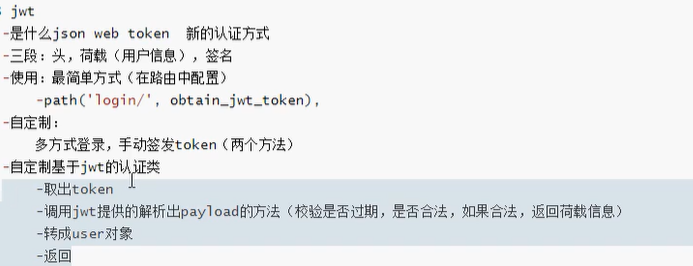 jwt
-是什么json web token 新的认证方式
-三段：头，荷载（用户信息），签名
-使用：最简单方式（在路由中配置）
-path('login/', obtain_jwt_token),
-自定制：
多方式登录，手动签发token（两个方法）
-自定制基于jwt的认证类
-取出token
-调用jwt提供的解析出payload的方法（校验是否过期，是否合法，如果合法，返回荷载信息）
-转成user对象
-返回